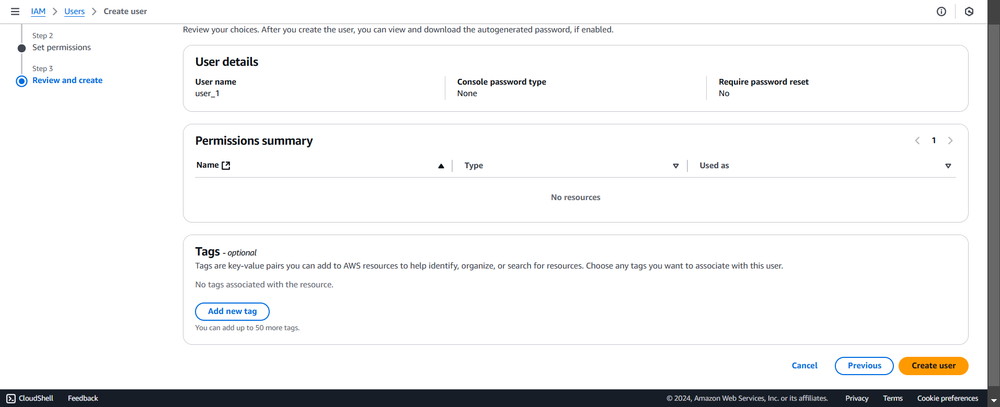 IAM > Users > Create user
Step 2
Set permissions
Step 3
Review and create
Review your choices. After you create the user, you can view and download the autogenerated password, if enabled.
User details
User name
user_1
Console password type
None
Require password reset
No
Permissions summary
1
Name Type Used as
No resources
Tags - optional
Tags are key-value pairs you can add to AWS resources to help identify, organize, or search for resources. Choose any tags you want to associate with this user.
No tags associated with the resource.
Add new tag
You can add up to 50 more tags.
Cancel Previous Create user
CloudShell Feedback © 2024, Amazon Web Services, Inc. or its affiliates. Privacy Terms Cookie preferences